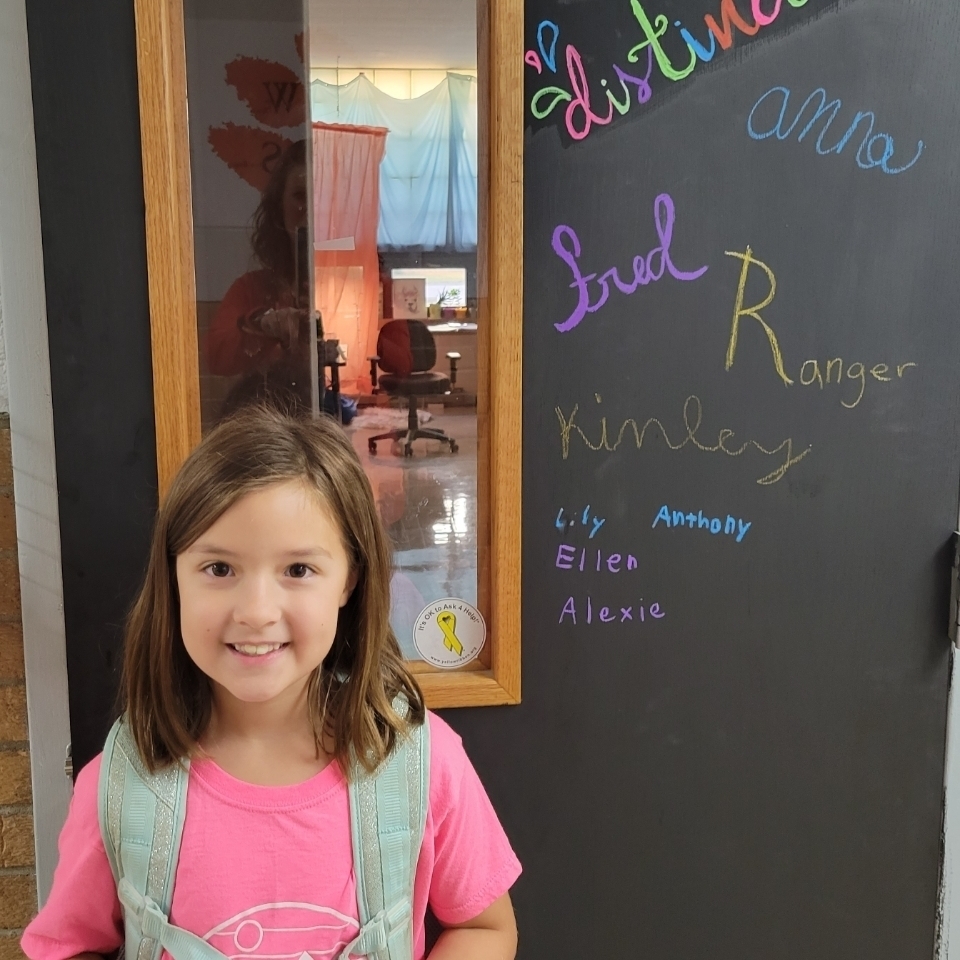 distinc
anna
fred
Ranger
Kinley
Lily Anthony
Ellen
Alexie
It's OK to Ask 4 Help!